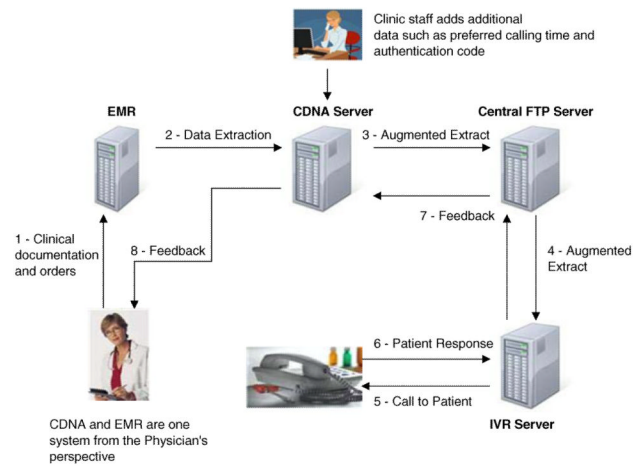 Clinic staff adds additional
data such as preferred calling time and
authentication code
EMR
CDNA Server
Central FTP Server
2 - Data Extraction
3 - Augmented Extract
7 - Feedback
1 - Clinical
documentation
and orders
8 - Feedback
4 - Augmented
Extract
6 - Patient Response
5 - Call to Patient
IVR Server
CDNA and EMR are one
system from the Physician's
perspective